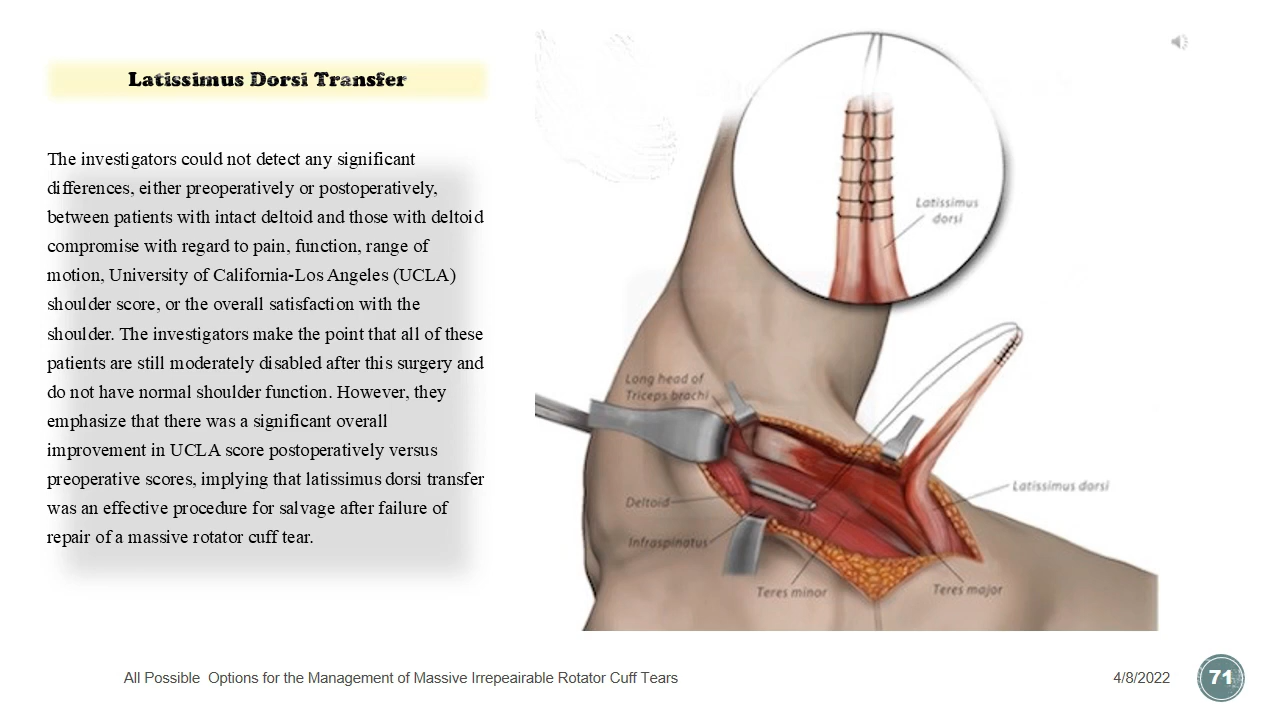 Latissimus Dorsi Transfer
The investigators could not detect any significant
differences, either preoperatively or postoperatively,
between patients with intact deltoid and those with deltoid
compromise with regard to pain, function, range of
motion, University of California-Los Angeles (UCLA)
shoulder score, or the overall satisfaction with the
shoulder. The investigators make the point that all of these
patients are still moderately disabled after this surgery and
do not have normal shoulder function. However, they
emphasize that there was a significant overall
improvement in UCLA score postoperatively versus
preoperative scores, implying that latissimus dorsi transfer
was an effective procedure for salvage after failure of
repair of a massive rotator cuff tear.
Latissimus
dorsi
Long head of
Triceps brachi
Latissimus dorsi
Deltoid
Infraspinatus
Teres minor
Teres major
All Possible Options for the Management of Massive Irrepeairable Rotator Cuff Tears
4/8/2022
71